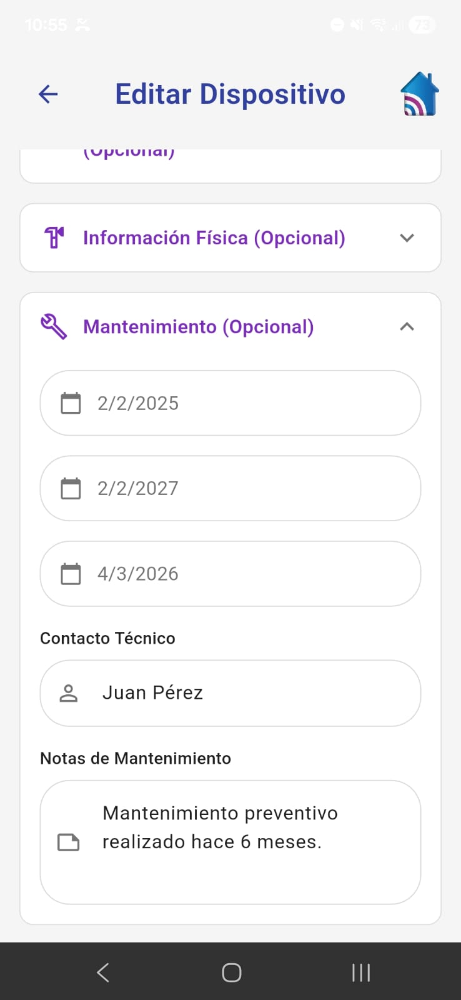 10:55
73
Editar Dispositivo
(Opcional)
Información Física (Opcional)
Mantenimiento (Opcional)
2/2/2025
2/2/2027
4/3/2026
Contacto Técnico
Juan Pérez
Notas de Mantenimiento
Mantenimiento preventivo
realizado hace 6 meses.